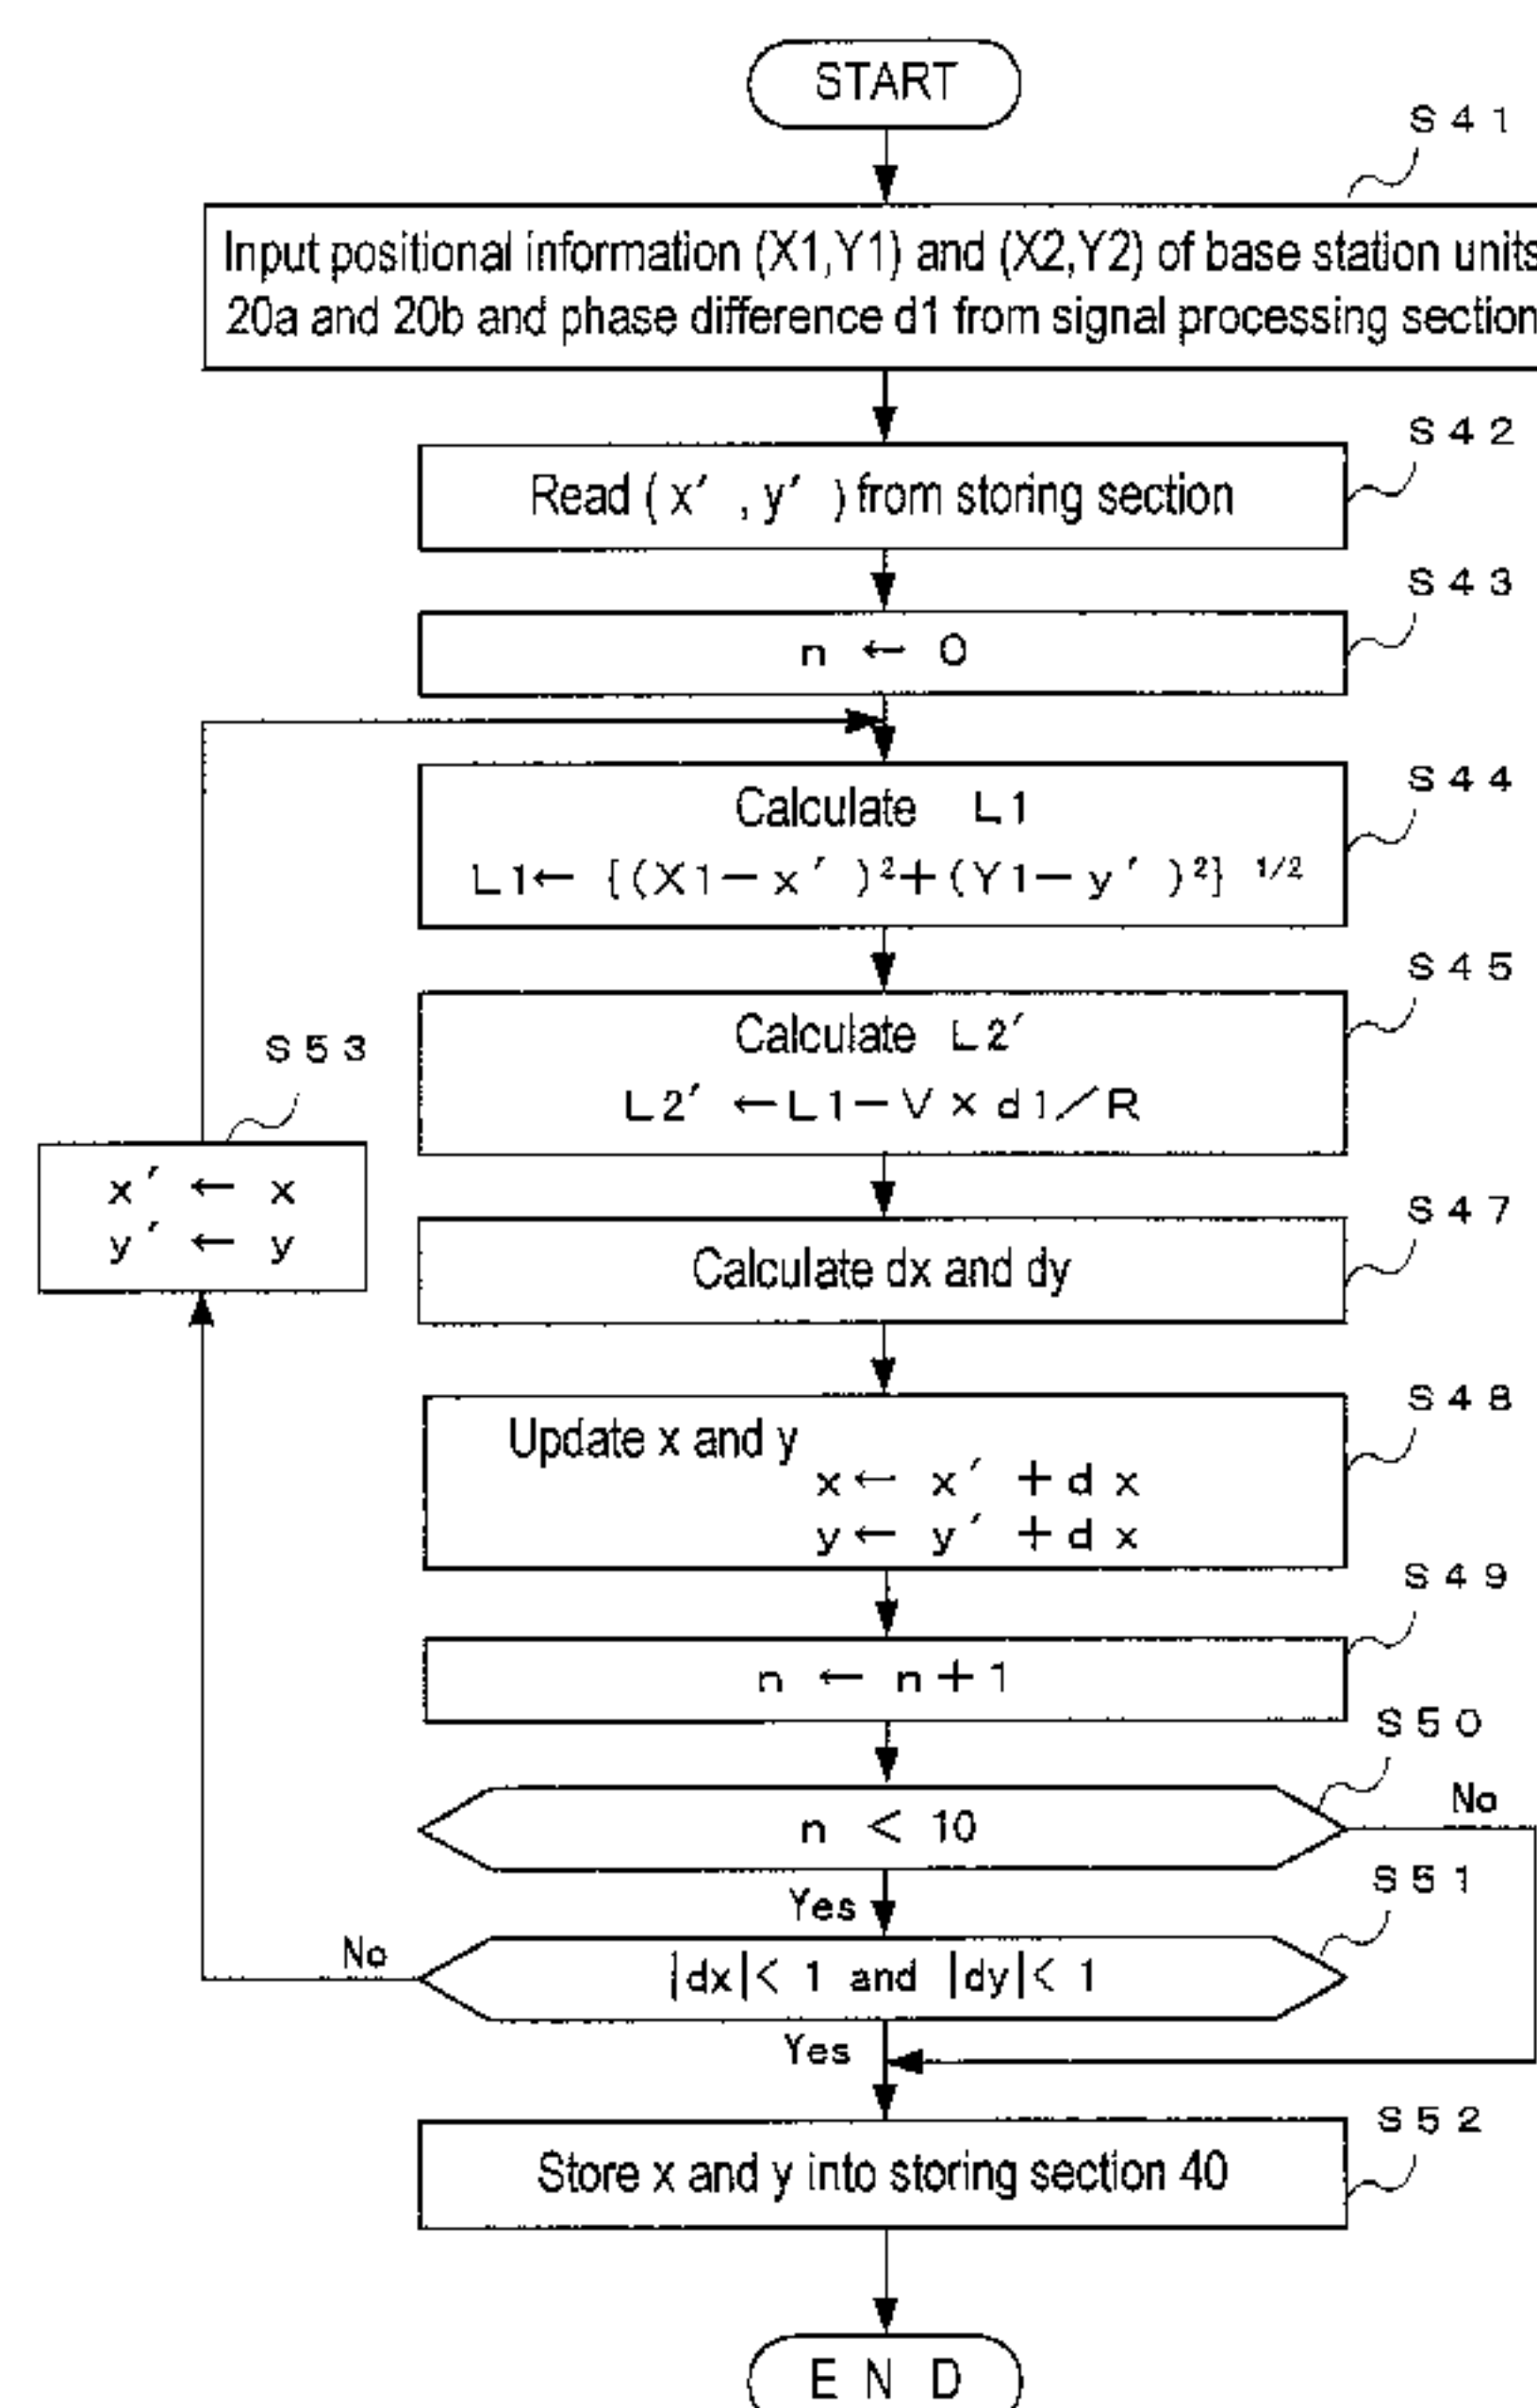 START
S41
Input positional information (X1,Y1) and (X2,Y2) of base station units
20a and 20b and phase difference d1 from signal processing section
S42
Read ( x′ , y′ ) from storing section
S43
n ← 0
S44
Calculate L1
L1← {(X1−x′ )²+(Y1−y′ )²} 1/2
S45
Calculate L2′
L2′ ←L1−V×d1/R
S53
x′ ← x
y′ ← y
S47
Calculate dx and dy
S48
Update x and y
x← x′ +dx
y← y′ +dx
S49
n ← n+1
S50
n < 10
No
S51
Yes
No
|dx|< 1 and |dy|< 1
Yes
S52
Store x and y into storing section 40
END